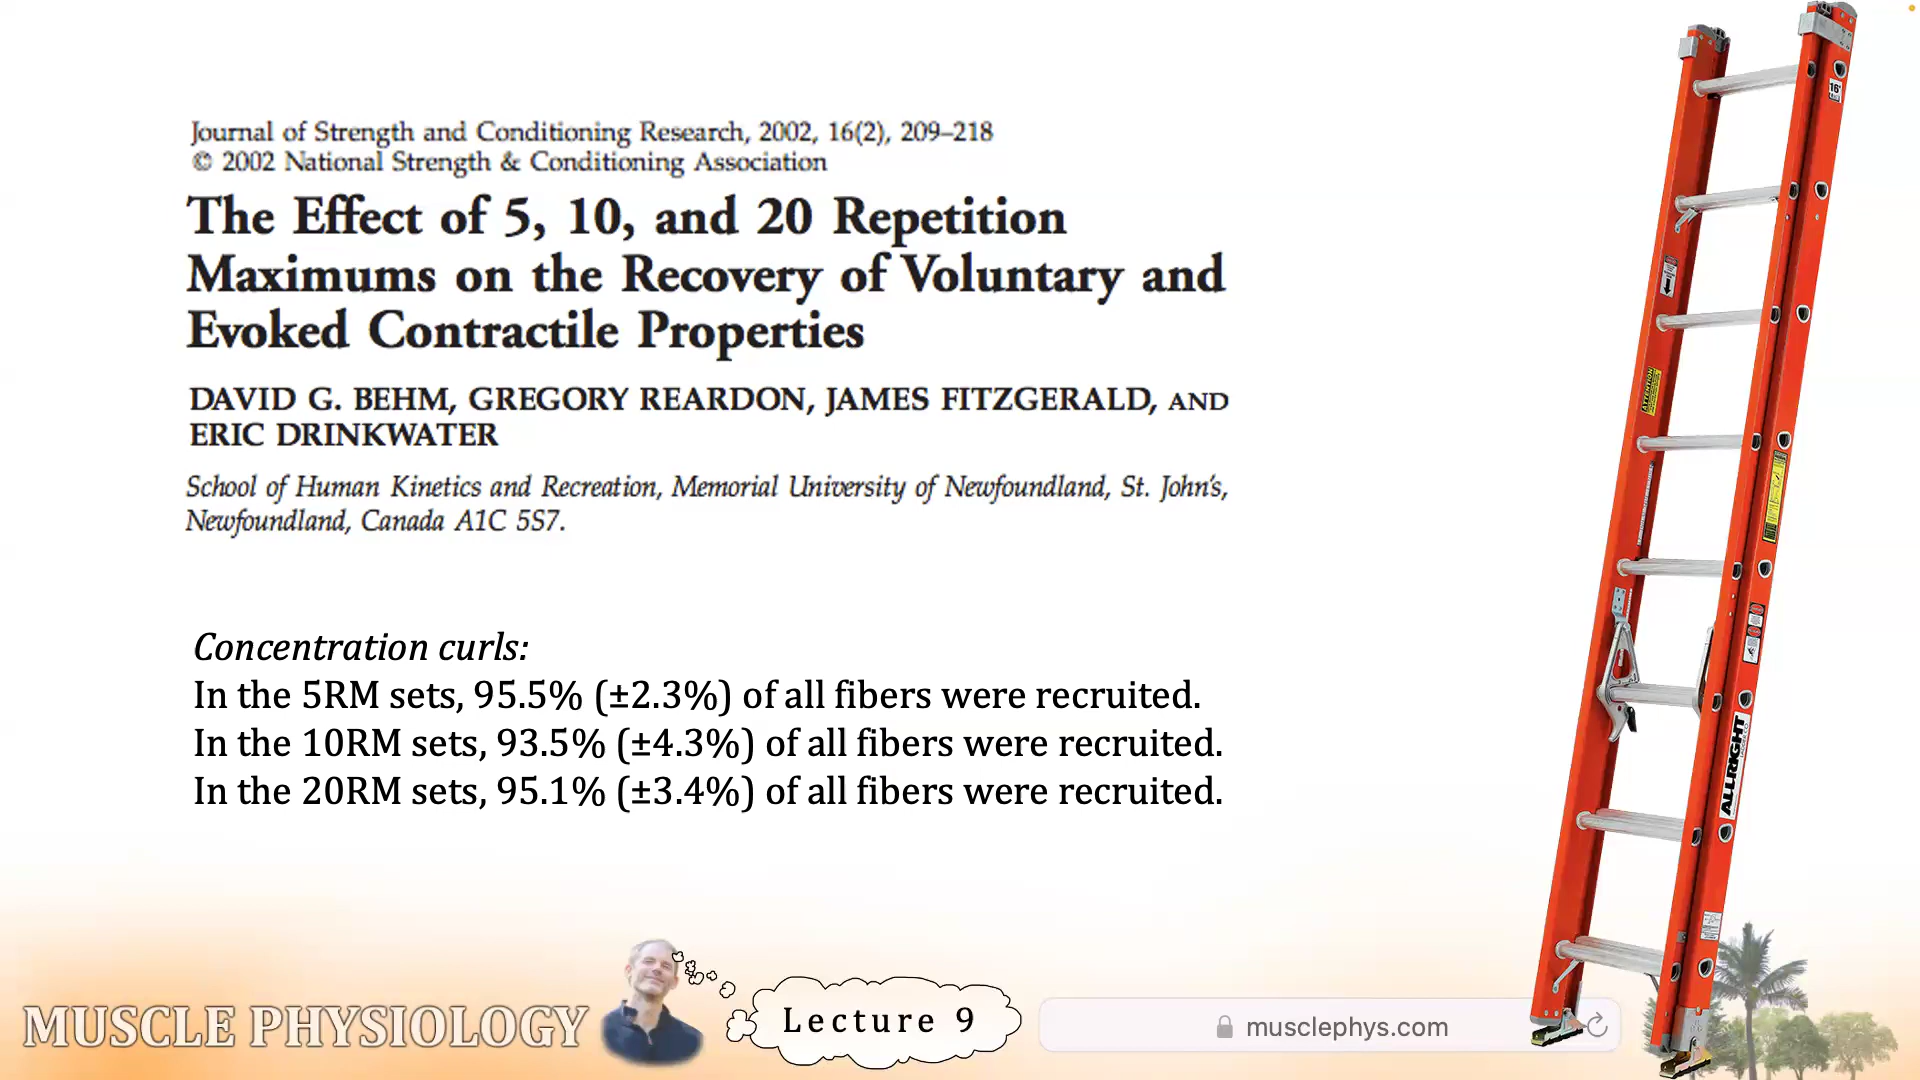 Journal of Strength and Conditioning Research, 2002, 16(2), 209–218
© 2002 National Strength & Conditioning Association
The Effect of 5, 10, and 20 Repetition
Maximums on the Recovery of Voluntary and
Evoked Contractile Properties
DAVID G. BEHM, GREGORY REARDON, JAMES FITZGERALD, AND
ERIC DRINKWATER
School of Human Kinetics and Recreation, Memorial University of Newfoundland, St. John's,
Newfoundland, Canada A1C 5S7.
Concentration curls:
In the 5RM sets, 95.5% (±2.3%) of all fibers were recruited.
In the 10RM sets, 93.5% (±4.3%) of all fibers were recruited.
In the 20RM sets, 95.1% (±3.4%) of all fibers were recruited.
16'
ALLRIGHT
MUSCLE PHYSIOLOGY
Lecture 9
musclephys.com